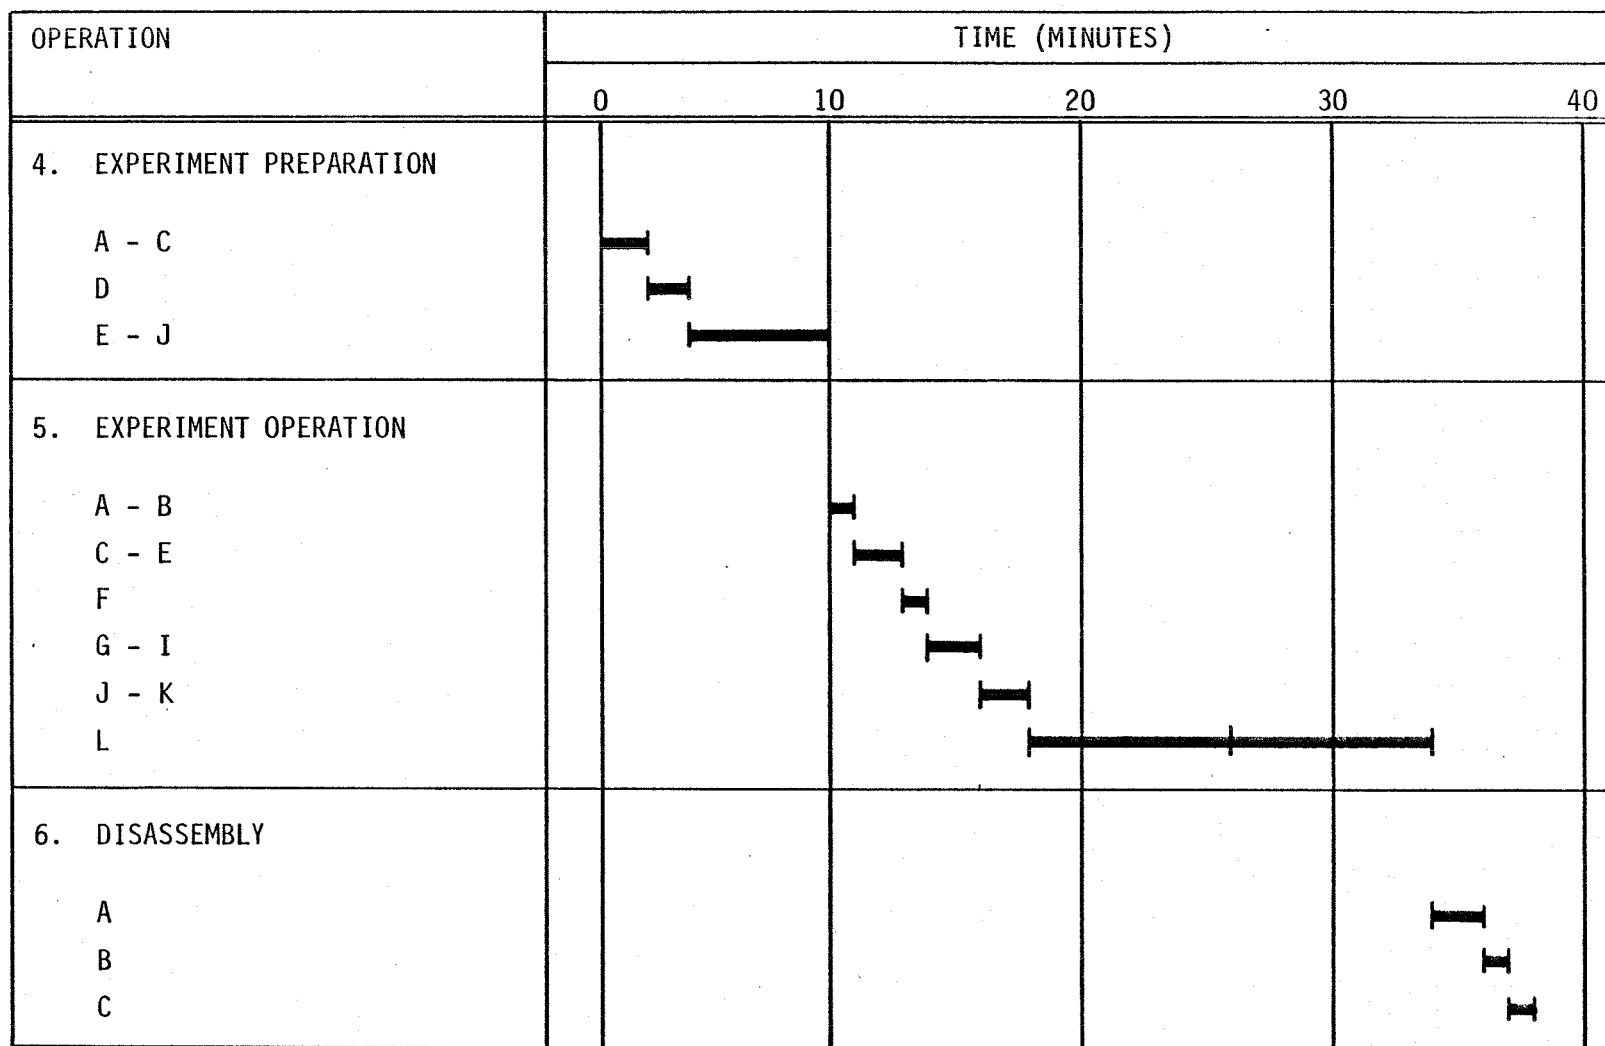 OPERATION
TIME (MINUTES)
0 10 20 30 40
4. EXPERIMENT PREPARATION
A - C
D
E - J
5. EXPERIMENT OPERATION
A - B
C - E
F
G - I
J - K
L
6. DISASSEMBLY
A
B
C